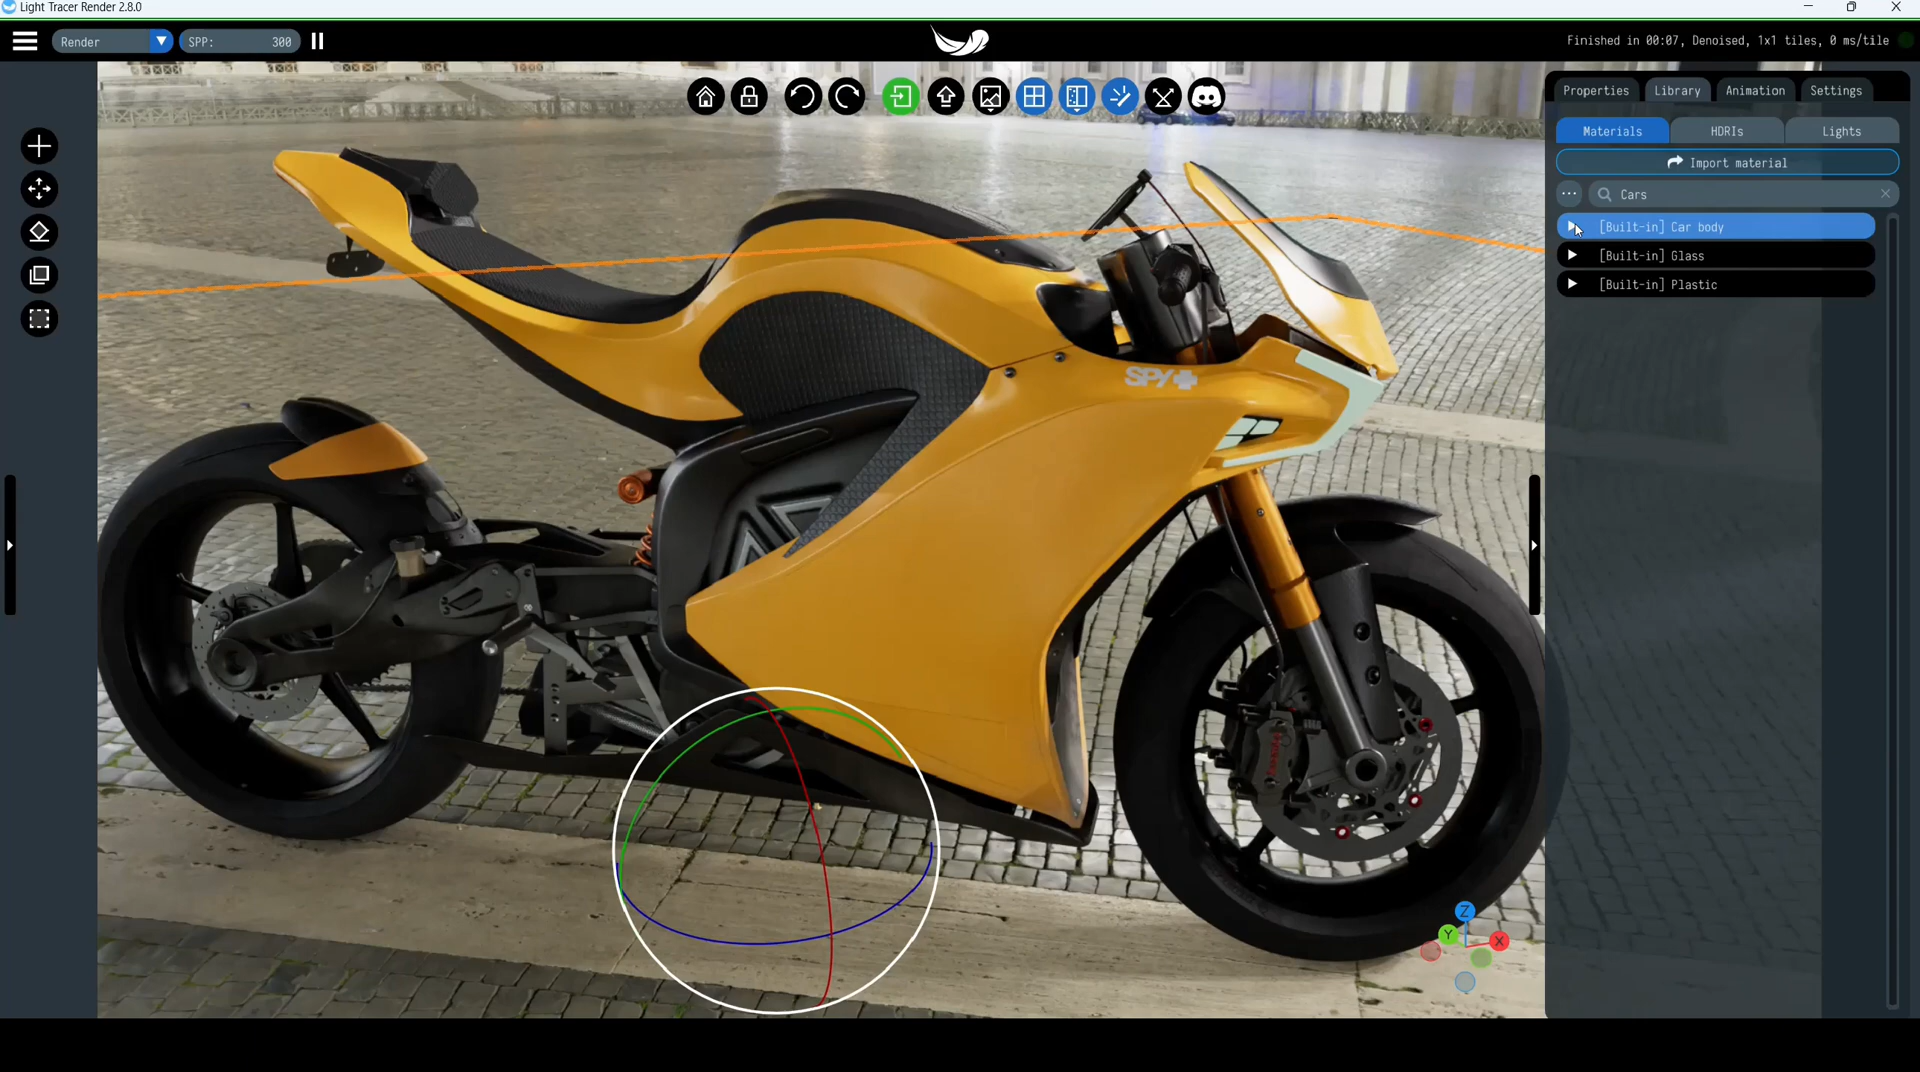 Light Tracer Render 2.8.0
Render
SPP: 300
Finished in 00:07, Denoised, 1x1 tiles, 0 ms/tile
Properties Library Animation Settings
Materials HDRIs Lights
Import material
Cars
[Built-in] Car body
[Built-in] Glass
[Built-in] Plastic
SPY+
Z
Y
X